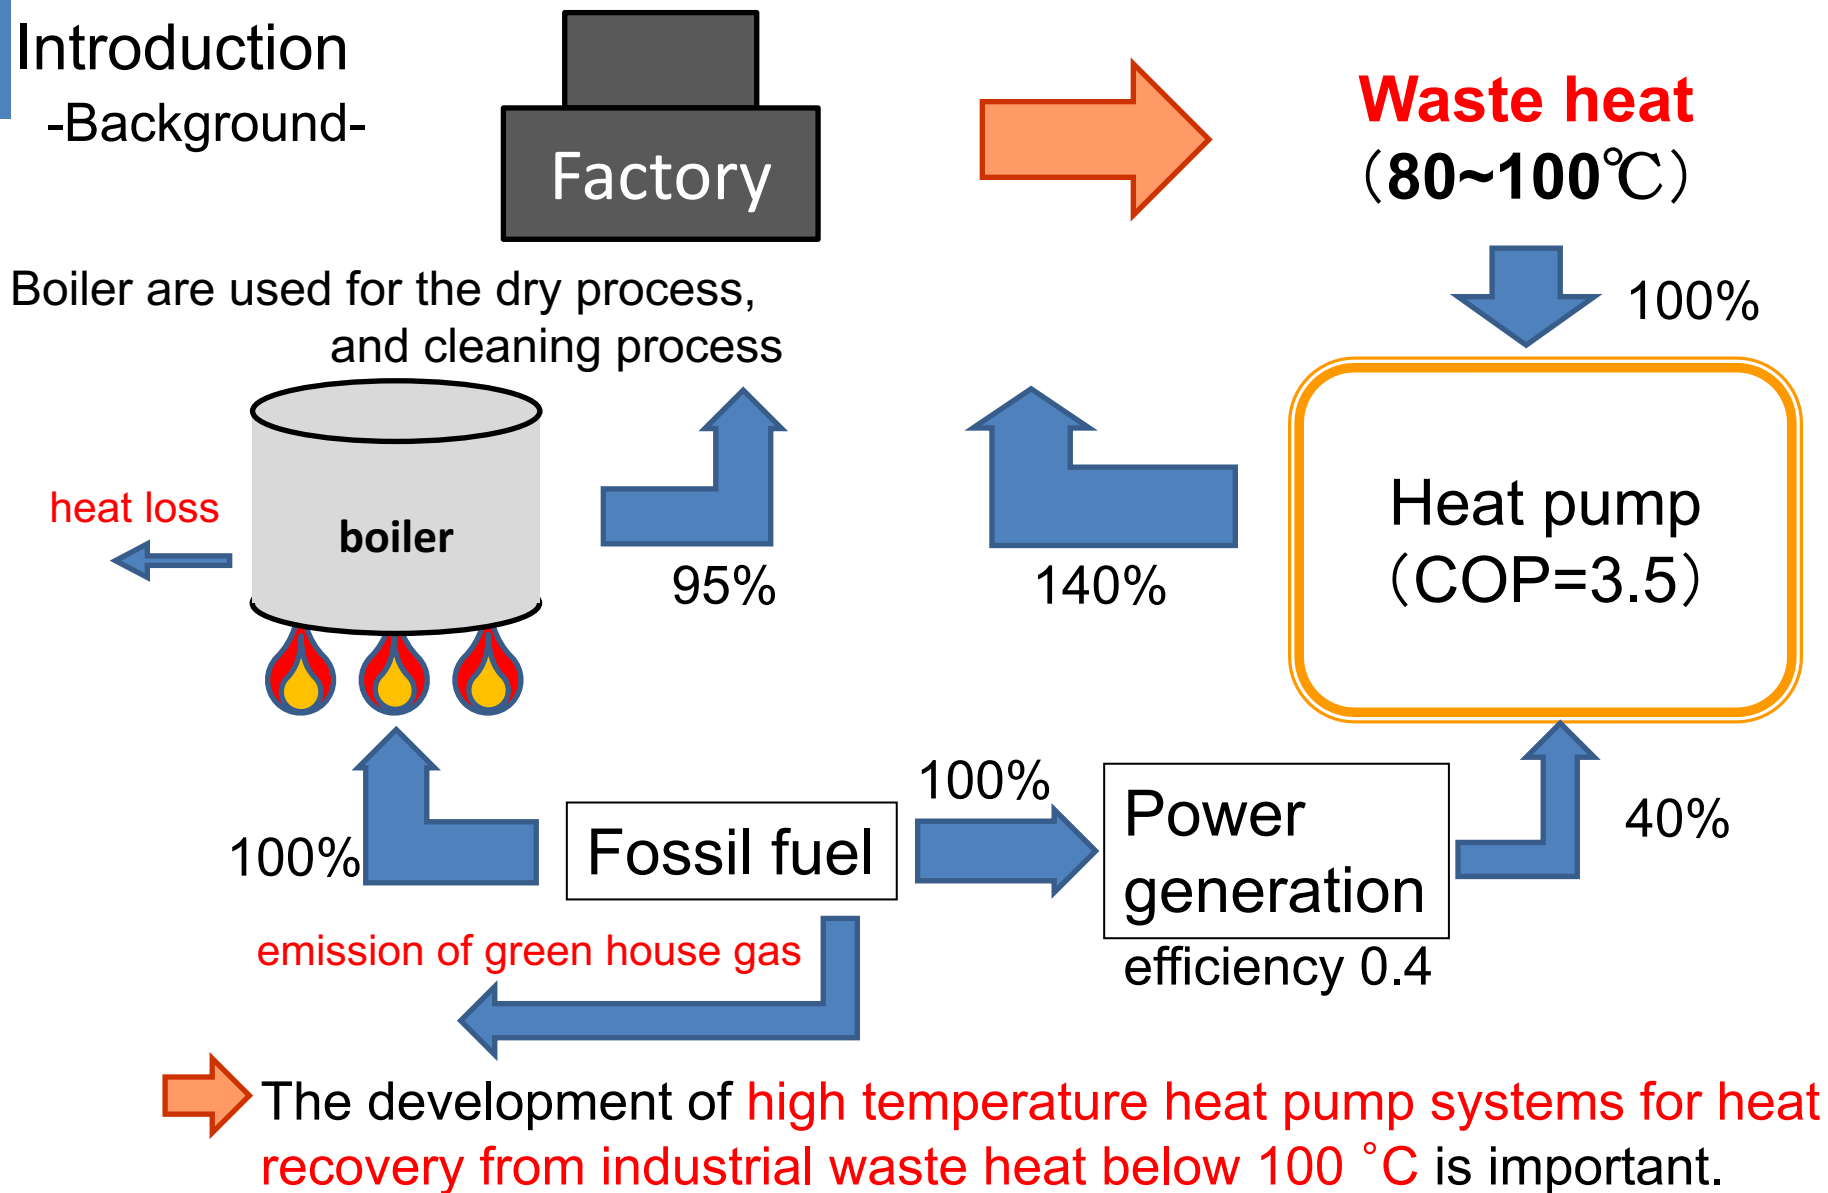 Introduction
-Background-
Factory
Waste heat
（80~100℃）
Boiler are used for the dry process,
and cleaning process
100%
heat loss
boiler
95%
140%
Heat pump
（COP=3.5）
100%
Fossil fuel
100%
Power
generation
efficiency 0.4
40%
emission of green house gas
The development of high temperature heat pump systems for heat
recovery from industrial waste heat below 100 ˚C is important.